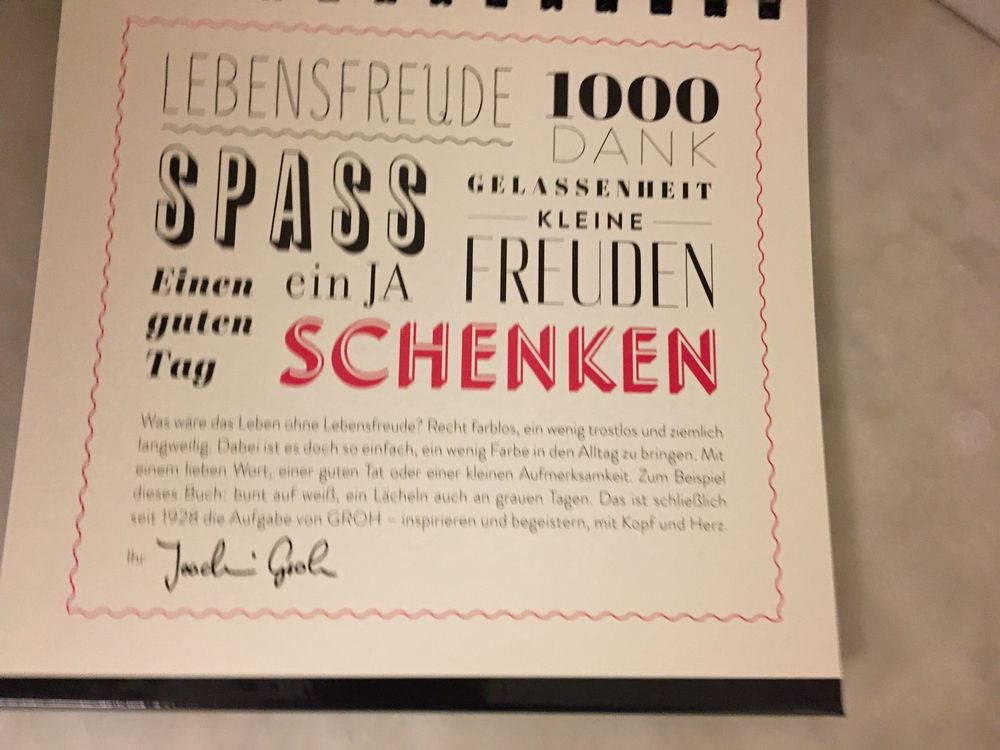 LEBENSFREUDE
1000
DANK
SPASS
GELASSENHEIT
KLEINE
FREUDEN
Einen
guten
Tag
ein JA
SCHENKEN
Was wäre das Leben ohne Lebensfreude? Recht farblos, ein wenig trostlos und ziemlich
langweilig. Dabei ist es doch so einfach, ein wenig Farbe in den Alltag zu bringen. Mit
einem lieben Wort, einer guten Tat oder einer kleinen Aufmerksamkeit. Zum Beispiel
dieses Buch: bunt auf weiß, ein Lächeln auch an grauen Tagen. Das ist schließlich
seit 1928 die Aufgabe von GROH – inspirieren und begeistern, mit Kopf und Herz.
Ihr Joachim Groh